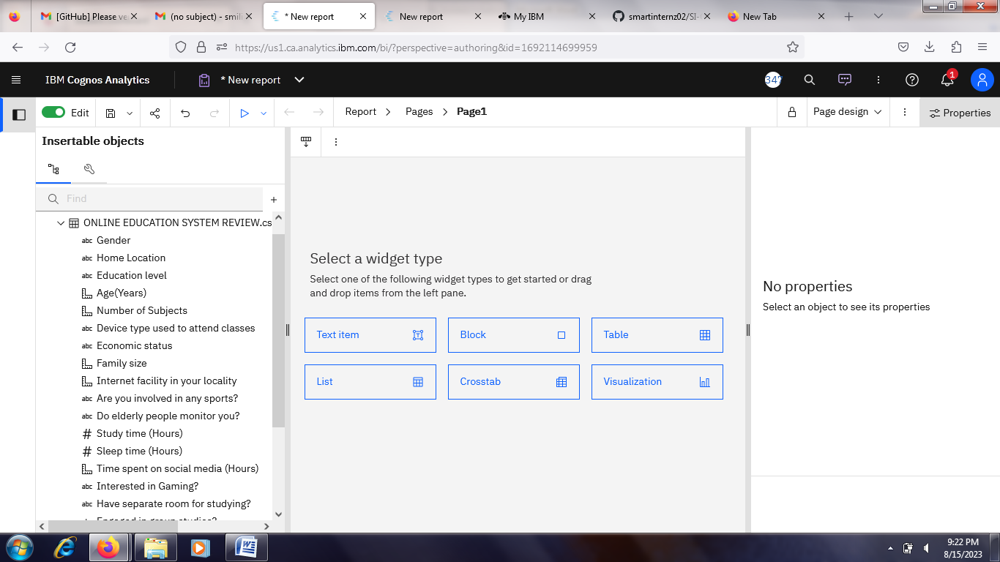 [GitHub] Please ve
(no subject) - smili
* New report
New report
My IBM
smartinternz02/SI-
New Tab
https://us1.ca.analytics.ibm.com/bi/?perspective=authoring&id=1692114699959
IBM Cognos Analytics
* New report
347
1
Edit
Report > Pages > Page1
Page design
Properties
Insertable objects
Find
ONLINE EDUCATION SYSTEM REVIEW.cs
abc Gender
abc Home Location
abc Education level
Age(Years)
Number of Subjects
abc Device type used to attend classes
abc Economic status
Family size
Internet facility in your locality
abc Are you involved in any sports?
abc Do elderly people monitor you?
# Study time (Hours)
# Sleep time (Hours)
Time spent on social media (Hours)
abc Interested in Gaming?
abc Have separate room for studying?
Engaged in group studies?
Select a widget type
Select one of the following widget types to get started or drag
and drop items from the left pane.
Text item
Block
Table
List
Crosstab
Visualization
No properties
Select an object to see its properties
9:22 PM
8/15/2023